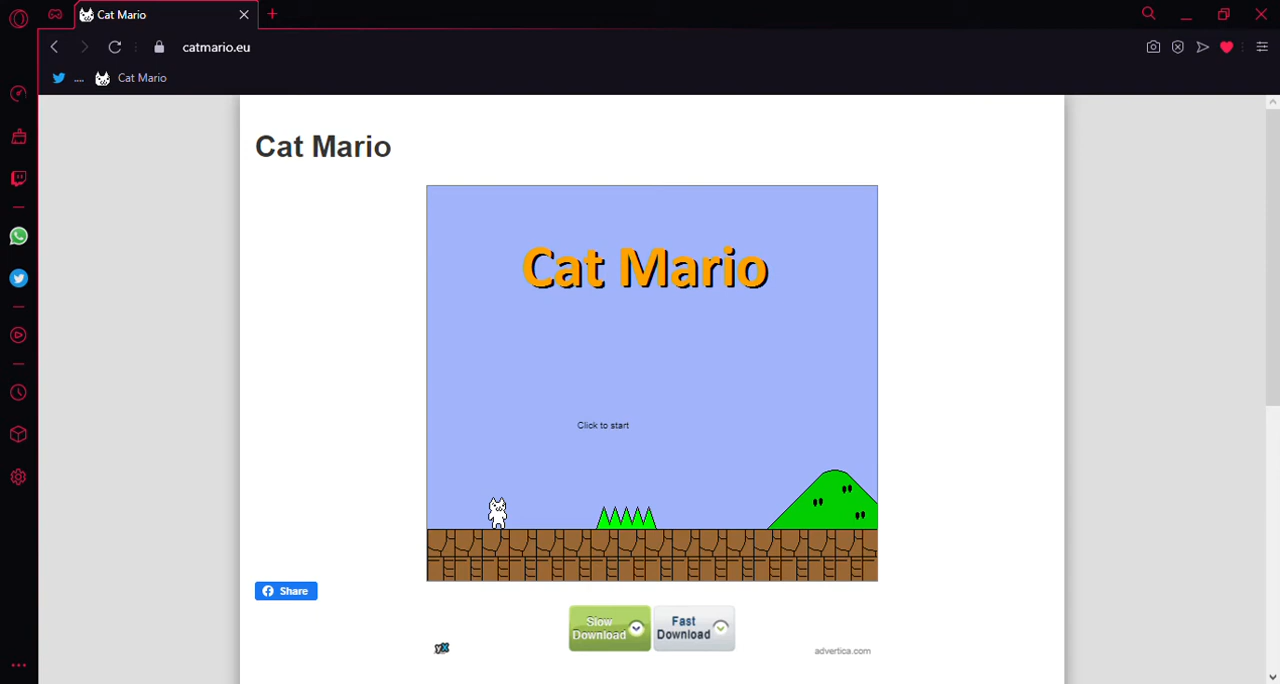 Cat Mario
catmario.eu
.... Cat Mario
Cat Mario
Cat Mario
Click to start
Share
Slow Download
Fast Download
yx
advertica.com